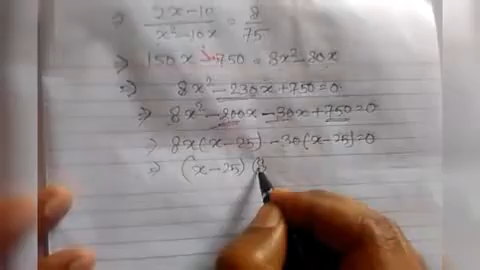 ⇒ 2x-10 / x²-10x = 8/75
⇒ 150x - 750 = 8x² - 80x
⇒ 8x² - 230x + 750 = 0
⇒ 8x² - 200x - 30x + 750 = 0
⇒ 8x(x-25) - 30(x-25) = 0
⇒ (x-25)(8